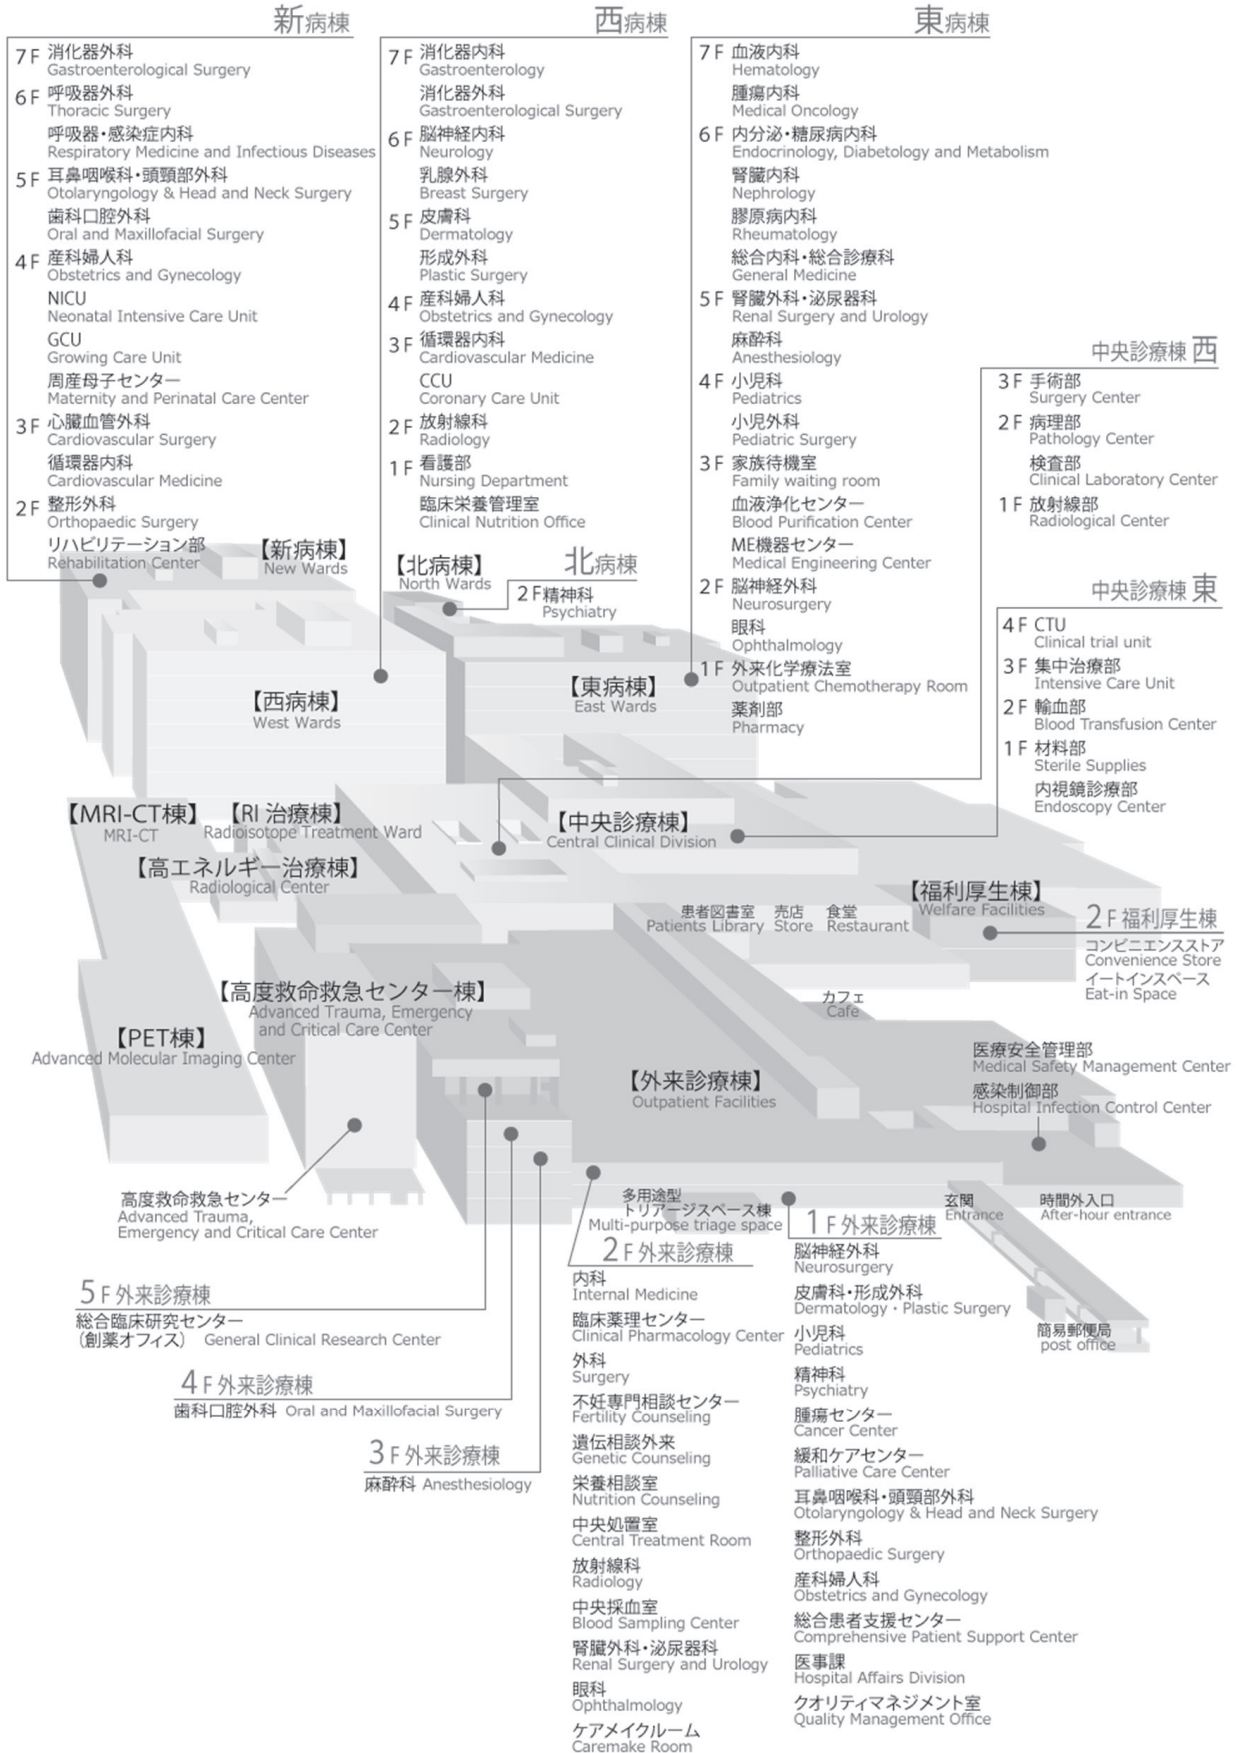 新病棟
7F 消化器外科
Gastroenterological Surgery
6F 呼吸器外科
Thoracic Surgery
呼吸器・感染症内科
Respiratory Medicine and Infectious Diseases
5F 耳鼻咽喉科・頭頸部外科
Otolaryngology & Head and Neck Surgery
歯科口腔外科
Oral and Maxillofacial Surgery
4F 産科婦人科
Obstetrics and Gynecology
NICU
Neonatal Intensive Care Unit
GCU
Growing Care Unit
周産母子センター
Maternity and Perinatal Care Center
3F 心臓血管外科
Cardiovascular Surgery
循環器内科
Cardiovascular Medicine
2F 整形外科
Orthopaedic Surgery
リハビリテーション部
Rehabilitation Center
西病棟
7F 消化器内科
Gastroenterology
消化器外科
Gastroenterological Surgery
6F 脳神経内科
Neurology
乳腺外科
Breast Surgery
5F 皮膚科
Dermatology
形成外科
Plastic Surgery
4F 産科婦人科
Obstetrics and Gynecology
3F 循環器内科
Cardiovascular Medicine
CCU
Coronary Care Unit
2F 放射線科
Radiology
1F 看護部
Nursing Department
臨床栄養管理室
Clinical Nutrition Office
東病棟
7F 血液内科
Hematology
腫瘍内科
Medical Oncology
6F 内分泌・糖尿病内科
Endocrinology, Diabetology and Metabolism
腎臓内科
Nephrology
膠原病内科
Rheumatology
総合内科・総合診療科
General Medicine
5F 腎臓外科・泌尿器科
Renal Surgery and Urology
麻酔科
Anesthesiology
4F 小児科
Pediatrics
小児外科
Pediatric Surgery
3F 家族待機室
Family waiting room
血液浄化センター
Blood Purification Center
ME機器センター
Medical Engineering Center
2F 脳神経外科
Neurosurgery
眼科
Ophthalmology
1F 外来化学療法室
Outpatient Chemotherapy Room
薬剤部
Pharmacy
中央診療棟 西
3F 手術部
Surgery Center
2F 病理部
Pathology Center
検査部
Clinical Laboratory Center
1F 放射線部
Radiological Center
中央診療棟 東
4F CTU
Clinical trial unit
3F 集中治療部
Intensive Care Unit
2F 輸血部
Blood Transfusion Center
1F 材料部
Sterile Supplies
内視鏡診療部
Endoscopy Center
北病棟
2F 精神科
Psychiatry
【新病棟】
New Wards
【北病棟】
North Wards
【西病棟】
West Wards
【東病棟】
East Wards
【MRI-CT棟】
MRI-CT
【RI 治療棟】
Radioisotope Treatment Ward
【高エネルギー治療棟】
Radiological Center
【中央診療棟】
Central Clinical Division
【福利厚生棟】
Welfare Facilities
患者図書室 売店 食堂
Patients Library Store Restaurant
2F 福利厚生棟
コンビニエンスストア
Convenience Store
イートインスペース
Eat-in Space
カフェ
Cafe
【高度救命救急センター棟】
Advanced Trauma, Emergency
and Critical Care Center
【PET棟】
Advanced Molecular Imaging Center
【外来診療棟】
Outpatient Facilities
医療安全管理部
Medical Safety Management Center
感染制御部
Hospital Infection Control Center
高度救命救急センター
Advanced Trauma,
Emergency and Critical Care Center
多用途型
トリアージスペース棟
Multi-purpose triage space
玄関
Entrance
時間外入口
After-hour entrance
簡易郵便局
post office
5F 外来診療棟
総合臨床研究センター
（創薬オフィス） General Clinical Research Center
4F 外来診療棟
歯科口腔外科 Oral and Maxillofacial Surgery
3F 外来診療棟
麻酔科 Anesthesiology
2F 外来診療棟
内科
Internal Medicine
臨床薬理センター
Clinical Pharmacology Center
外科
Surgery
不妊専門相談センター
Fertility Counseling
遺伝相談外来
Genetic Counseling
栄養相談室
Nutrition Counseling
中央処置室
Central Treatment Room
放射線科
Radiology
中央採血室
Blood Sampling Center
腎臓外科・泌尿器科
Renal Surgery and Urology
眼科
Ophthalmology
ケアメイクルーム
Caremake Room
1F 外来診療棟
脳神経外科
Neurosurgery
皮膚科・形成外科
Dermatology・Plastic Surgery
小児科
Pediatrics
精神科
Psychiatry
腫瘍センター
Cancer Center
緩和ケアセンター
Palliative Care Center
耳鼻咽喉科・頭頸部外科
Otolaryngology & Head and Neck Surgery
整形外科
Orthopaedic Surgery
産科婦人科
Obstetrics and Gynecology
総合患者支援センター
Comprehensive Patient Support Center
医事課
Hospital Affairs Division
クオリティマネジメント室
Quality Management Office